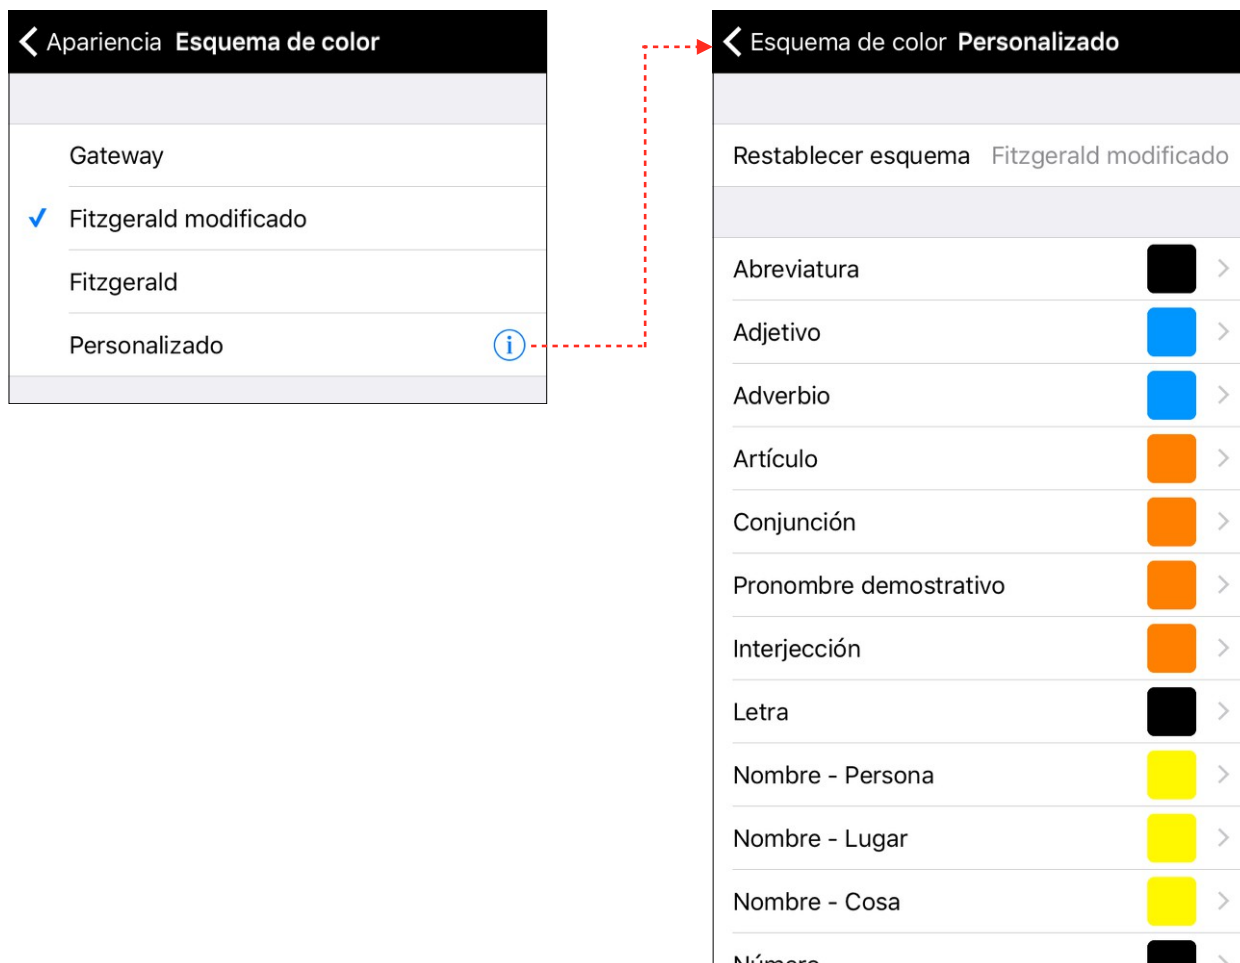 Apariencia Esquema de color
Gateway
Fitzgerald modificado
Fitzgerald
Personalizado
Esquema de color Personalizado
Restablecer esquema Fitzgerald modificado
Abreviatura
Adjetivo
Adverbio
Artículo
Conjunción
Pronombre demostrativo
Interjección
Letra
Nombre - Persona
Nombre - Lugar
Nombre - Cosa
Número